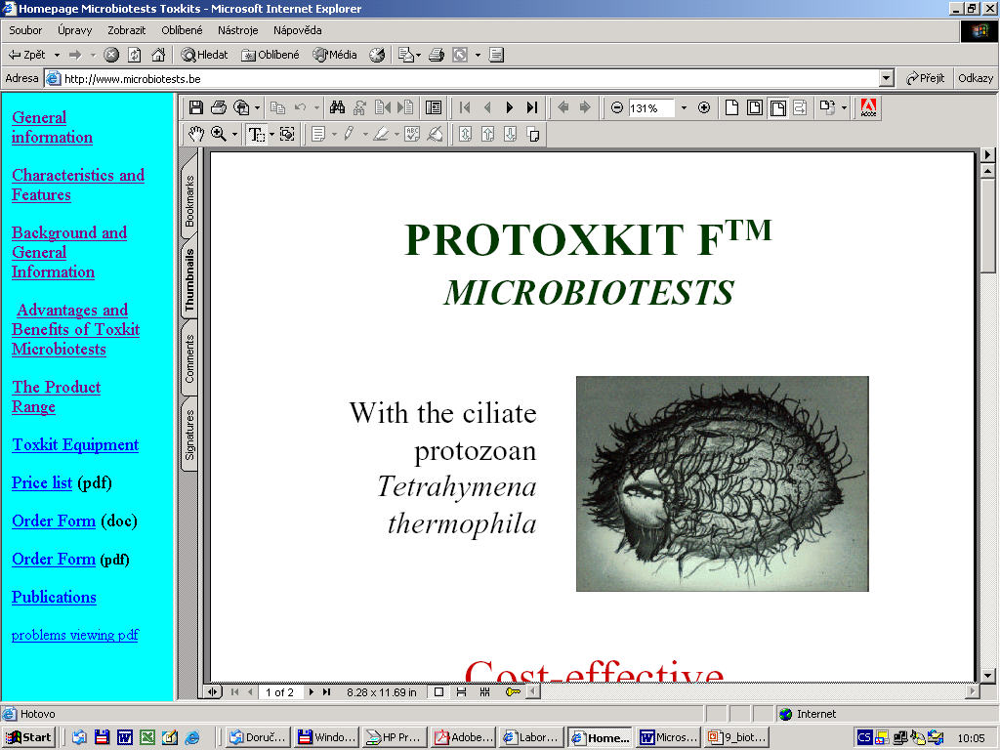 Homepage Microbiotests Toxkits - Microsoft Internet Explorer
Soubor Úpravy Zobrazit Oblíbené Nástroje Nápověda
Zpět Hledat Oblíbené Média
Adresa http://www.microbiotests.be Přejít Odkazy
General
information
Characteristics and
Features
Background and
General
Information
Advantages and
Benefits of Toxkit
Microbiotests
The Product
Range
Toxkit Equipment
Price list (pdf)
Order Form (doc)
Order Form (pdf)
Publications
problems viewing pdf
131%
Adobe
Bookmarks
Thumbnails
Comments
Signatures
PROTOXKIT F™
MICROBIOTESTS
With the ciliate
protozoan
Tetrahymena
thermophila
Cost-effective
1 of 2 8.28 x 11.69 in
Hotovo Internet
Start Doruč... Windo... HP Pr... Adobe... Labor... Home... Micros... 9_biot... CS 10:05